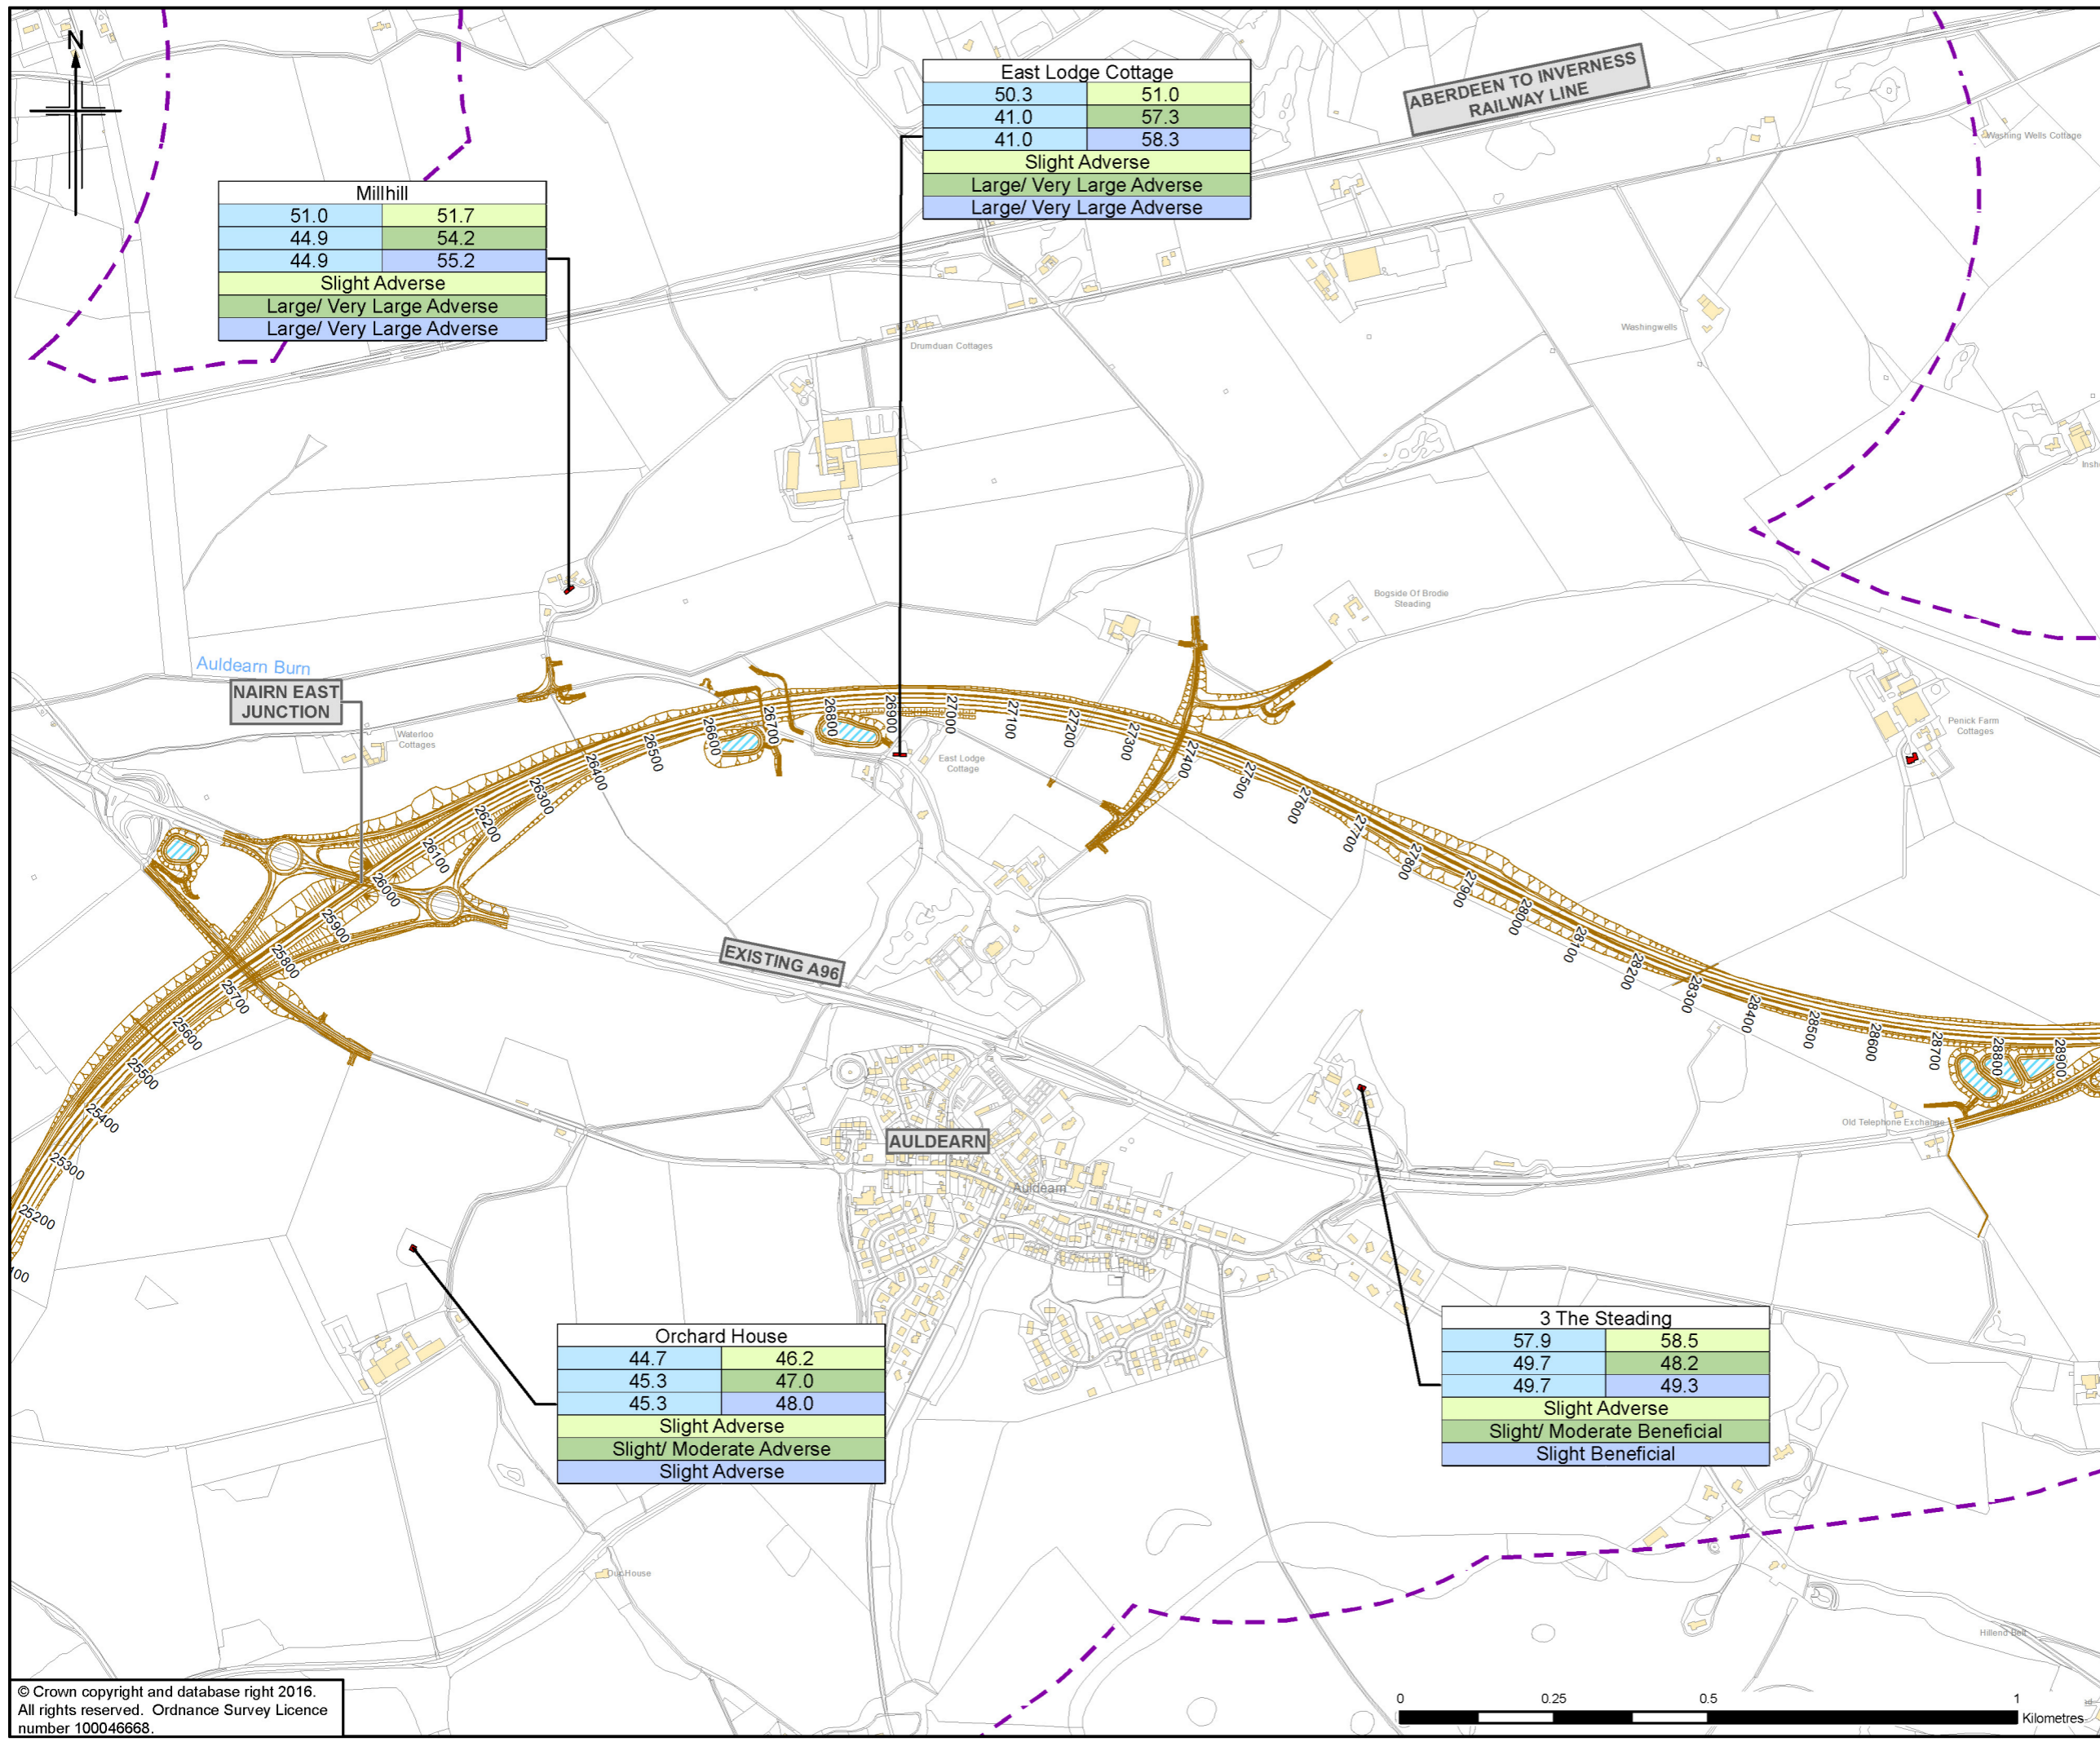 N
East Lodge Cottage
50.3 51.0
41.0 57.3
41.0 58.3
Slight Adverse
Large/ Very Large Adverse
Large/ Very Large Adverse
ABERDEEN TO INVERNESS
RAILWAY LINE
Washing Wells Cottage
Millhill
51.0 51.7
44.9 54.2
44.9 55.2
Slight Adverse
Large/ Very Large Adverse
Large/ Very Large Adverse
Drumduan Cottages
Washingwells
Bogside Of Brodie
Steading
Auldearn Burn
NAIRN EAST
JUNCTION
Waterloo
Cottages
East Lodge
Cottage
Penick Farm
Cottages
25200
25300
25400
25500
25600
25700
25800
25900
26000
26100
26200
26300
26400
26500
26600
26700
26800
26900
27000
27100
27200
27300
27400
27500
27600
27700
27800
27900
28000
28100
28200
28300
28400
28500
28600
28700
28800
28900
EXISTING A96
AULDEARN
Auldearn
Old Telephone Exchange
Orchard House
44.7 46.2
45.3 47.0
45.3 48.0
Slight Adverse
Slight/ Moderate Adverse
Slight Adverse
3 The Steading
57.9 58.5
49.7 48.2
49.7 49.3
Slight Adverse
Slight/ Moderate Beneficial
Slight Beneficial
Hillend Belt
© Crown copyright and database right 2016.
All rights reserved. Ordnance Survey Licence
number 100046668.
0 0.25 0.5 1
Kilometres